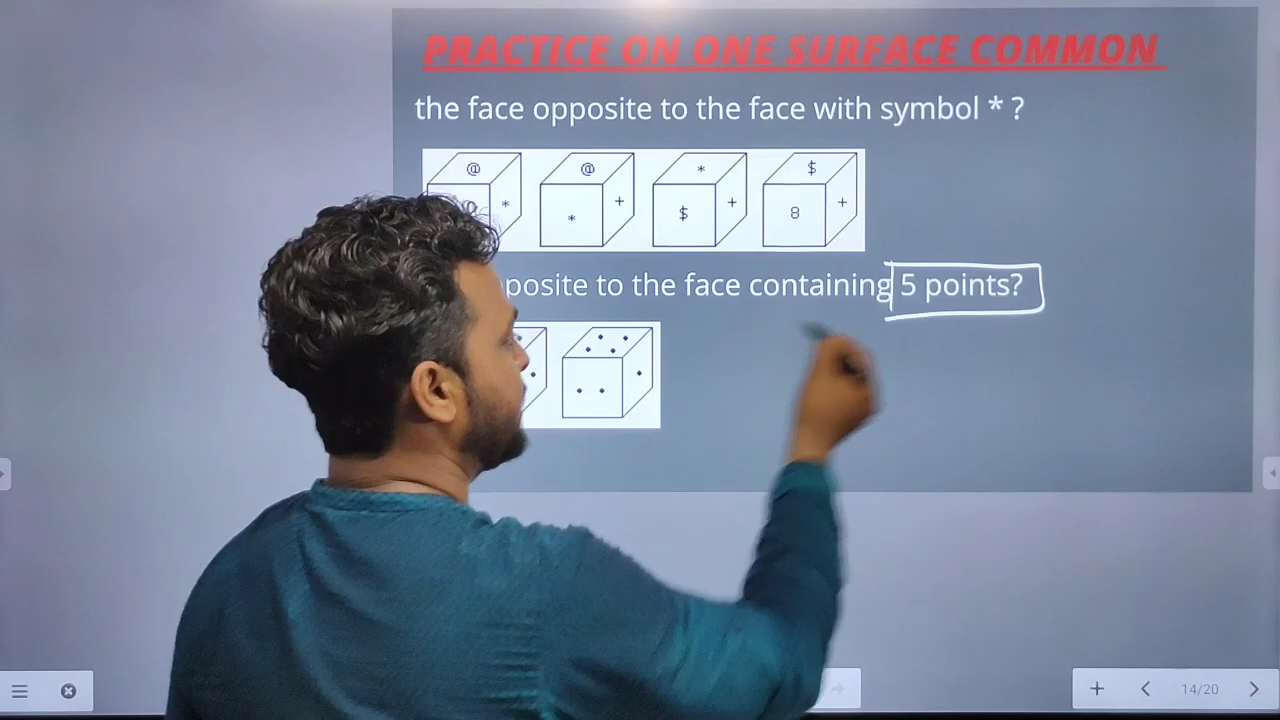 PRACTICE ON ONE SURFACE COMMON
the face opposite to the face with symbol * ?
@ @ * $
* * + $ + 8 +
posite to the face containing 5 points?
14/20